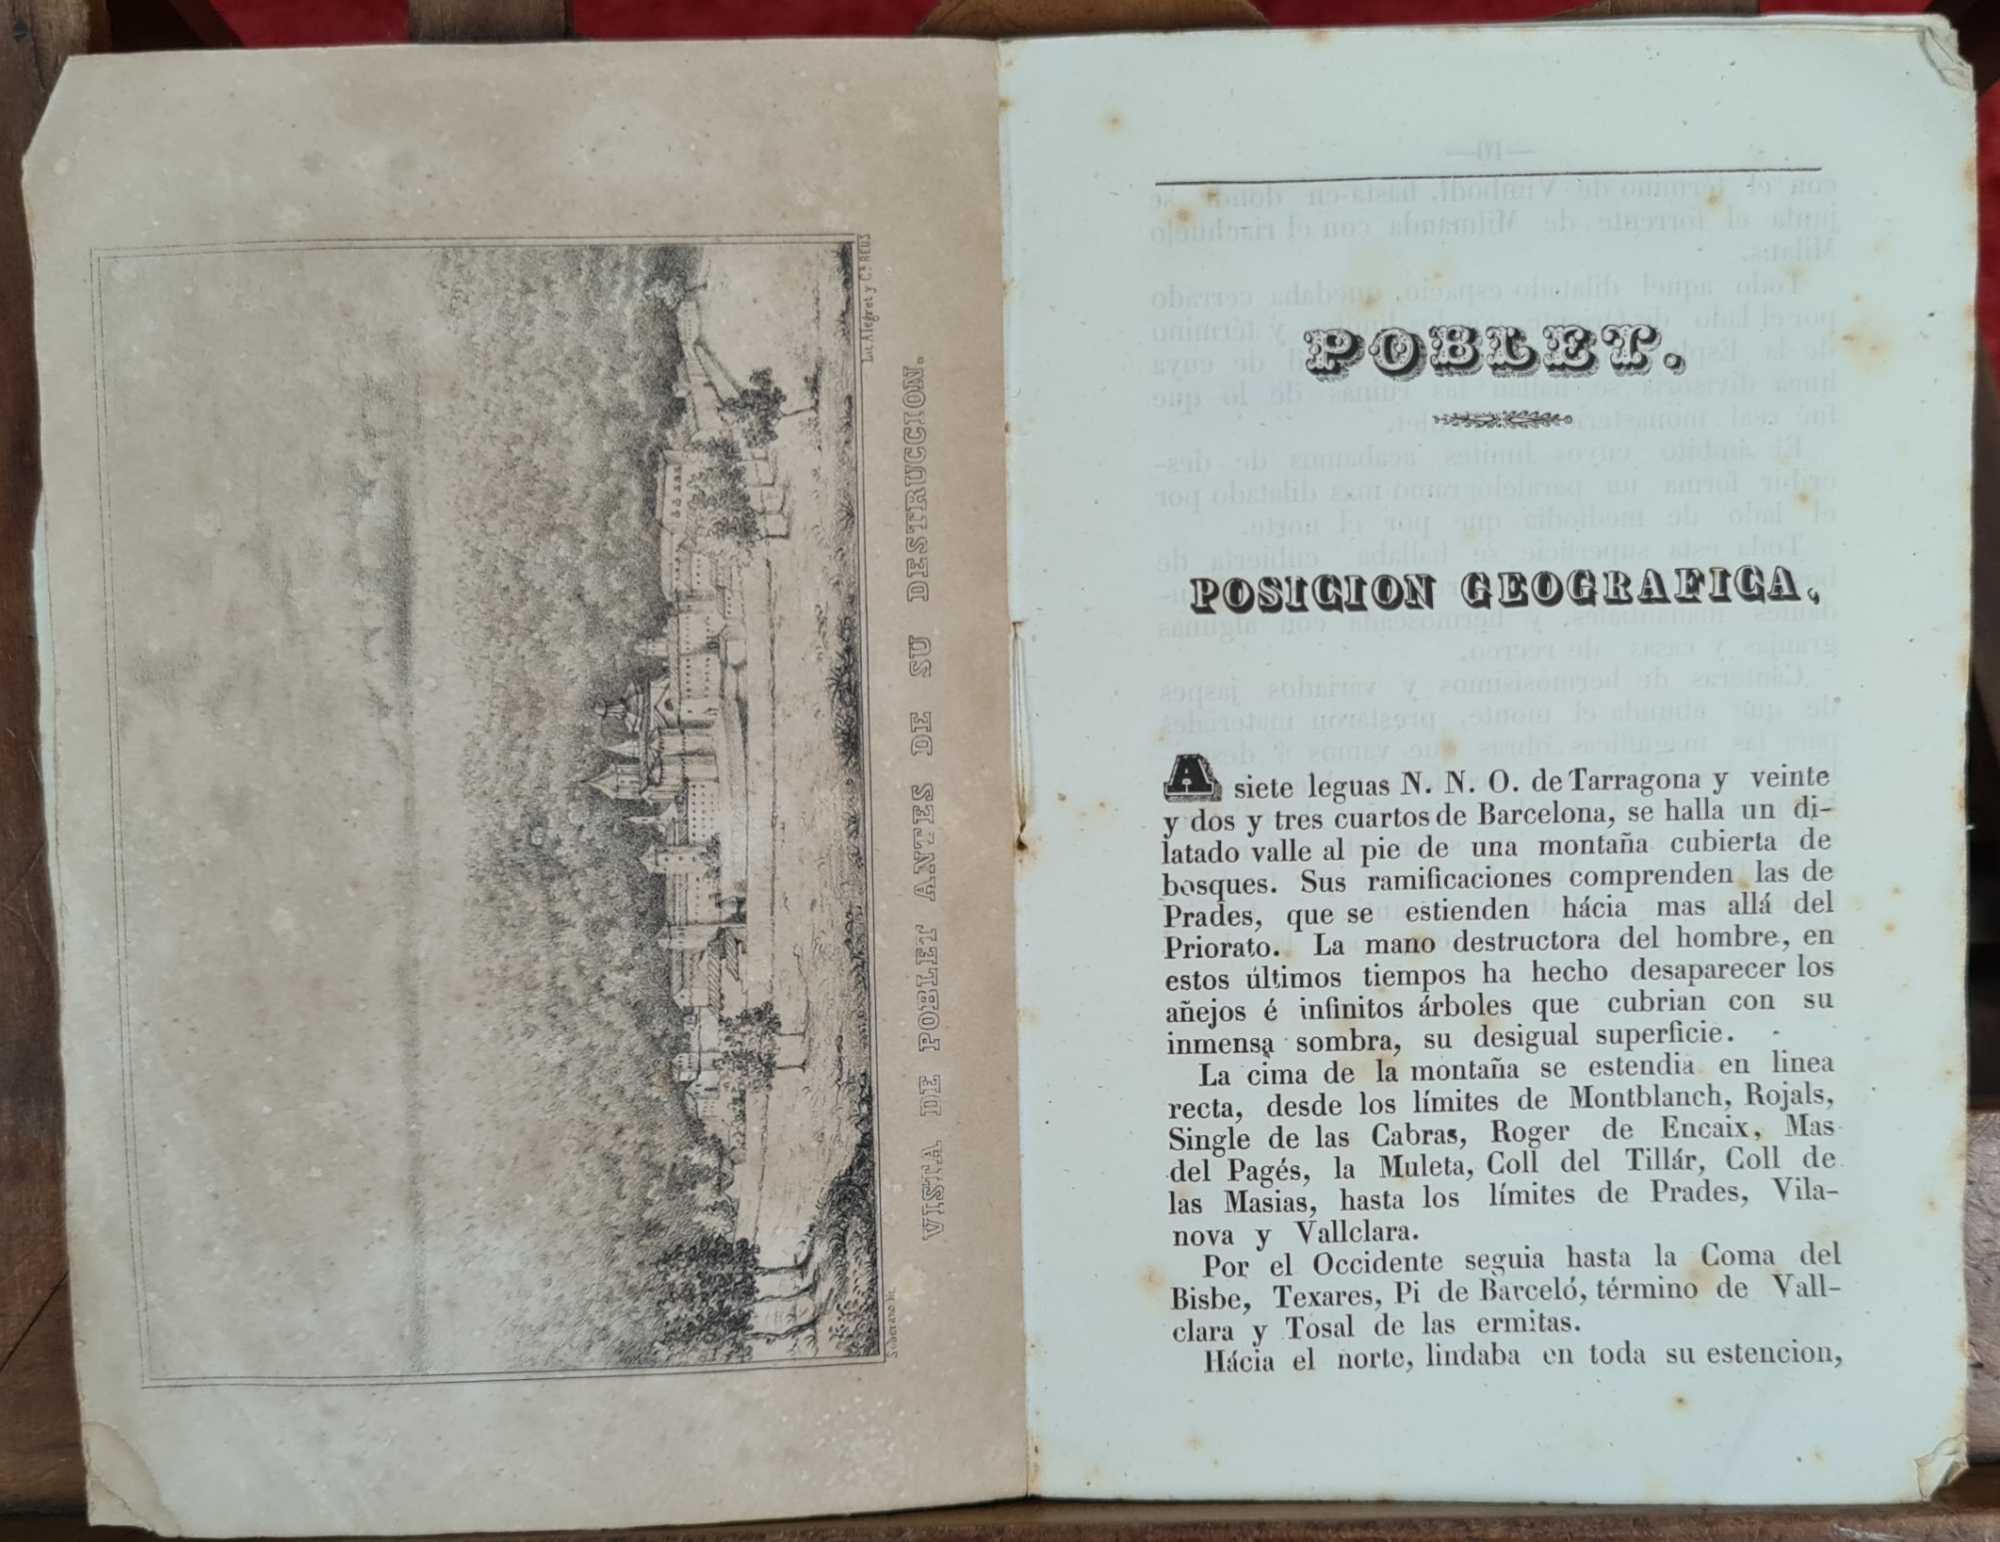 VISTA DE POBLET ANTES DE SU DESTRUCCION.
Lit. Alegret y Cª REUS
Soberano lit.
POBLET.
POSICION GEOGRAFICA.
A siete leguas N. N. O. de Tarragona y veinte
y dos y tres cuartos de Barcelona, se halla un di-
latado valle al pie de una montaña cubierta de
bosques. Sus ramificaciones comprenden las de
Prades, que se estienden hácia mas allá del
Priorato. La mano destructora del hombre, en
estos últimos tiempos ha hecho desaparecer los
añejos é infinitos árboles que cubrian con su
inmensa sombra, su desigual superficie.
La cima de la montaña se estendia en linea
recta, desde los límites de Montblanch, Rojals,
Single de las Cabras, Roger de Encaix, Mas
del Pagés, la Muleta, Coll del Tillár, Coll de
las Masias, hasta los límites de Prades, Vila-
nova y Vallclara.
Por el Occidente seguia hasta la Coma del
Bisbe, Texares, Pi de Barceló, término de Vall-
clara y Tosal de las ermitas.
Hácia el norte, lindaba en toda su estencion,